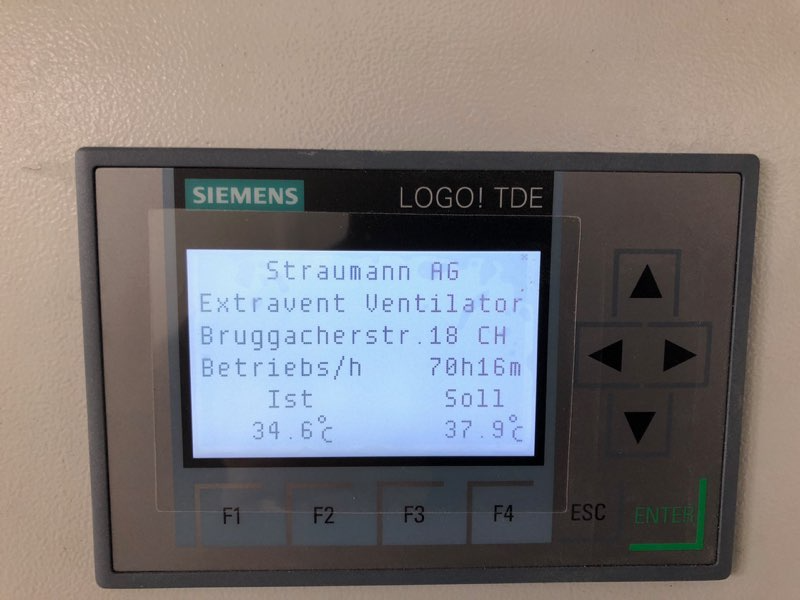 SIEMENS LOGO! TDE
Straumann AG
Extravent Ventilator
Bruggacherstr.18 CH
Betriebs/h 70h16m
Ist Soll
34.6°C 37.9°C
F1 F2 F3 F4 ESC ENTER